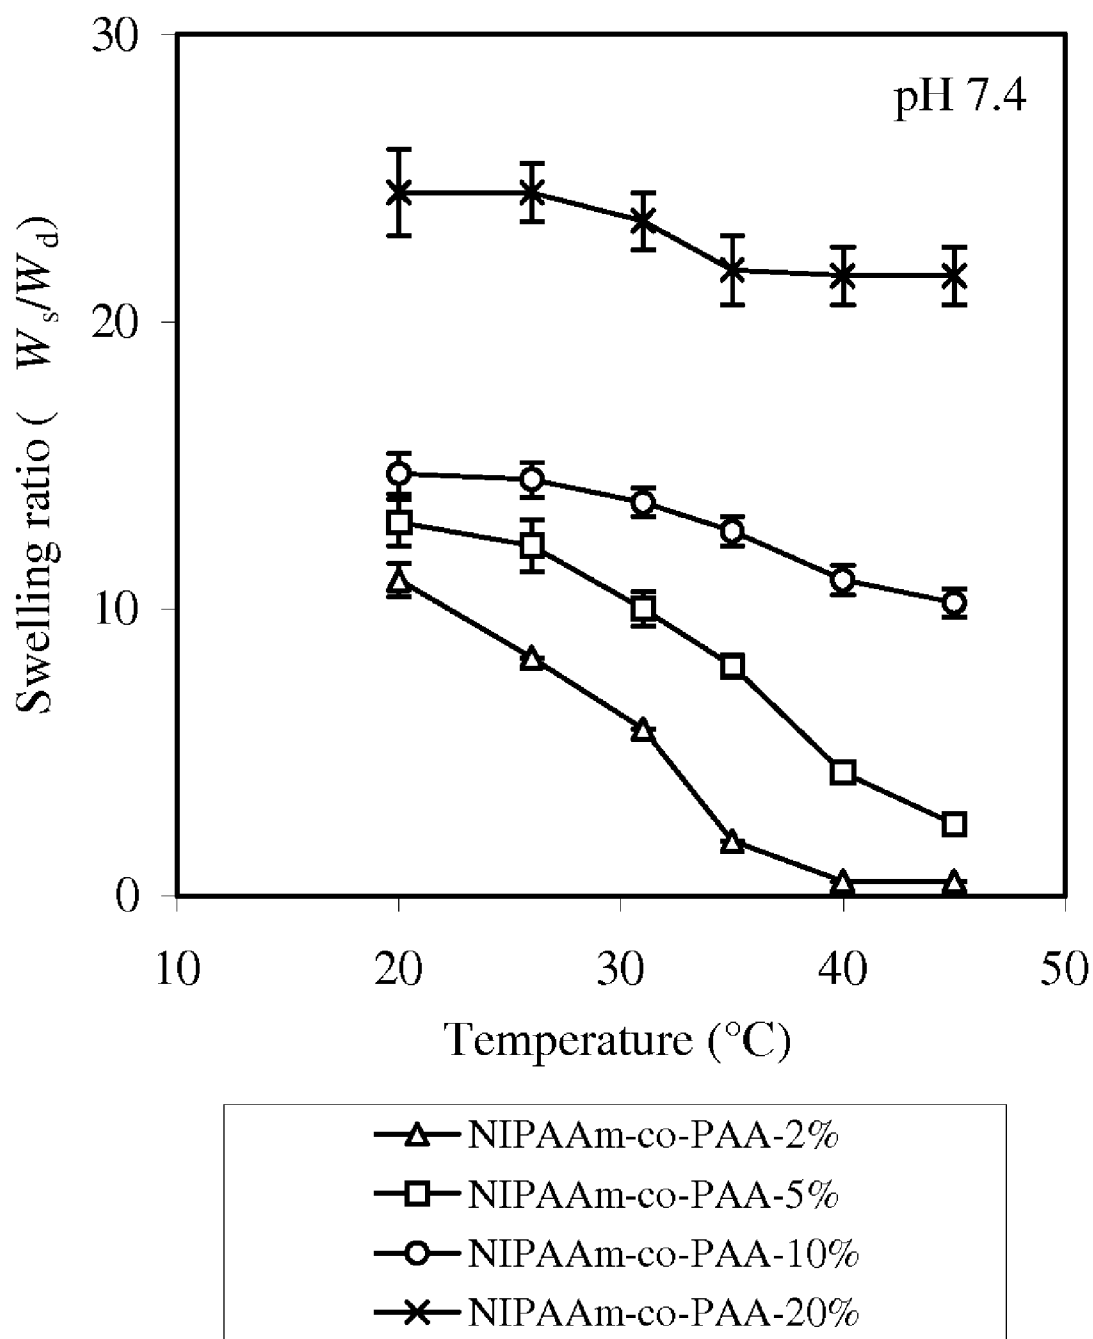 30
pH 7.4
20
10
0
Swelling ratio ( Ws/Wd)
10 20 30 40 50
Temperature (°C)
NIPAAm-co-PAA-2%
NIPAAm-co-PAA-5%
NIPAAm-co-PAA-10%
NIPAAm-co-PAA-20%